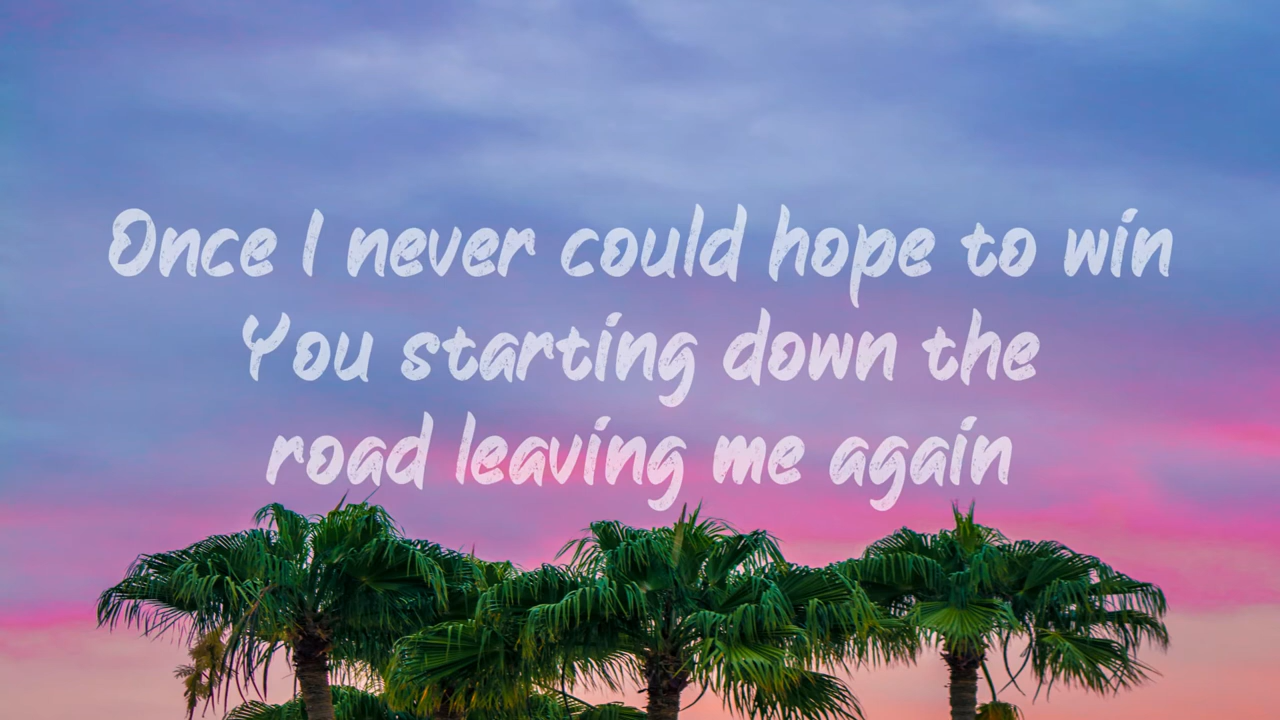 Once I never could hope to win
You starting down the
road leaving me again